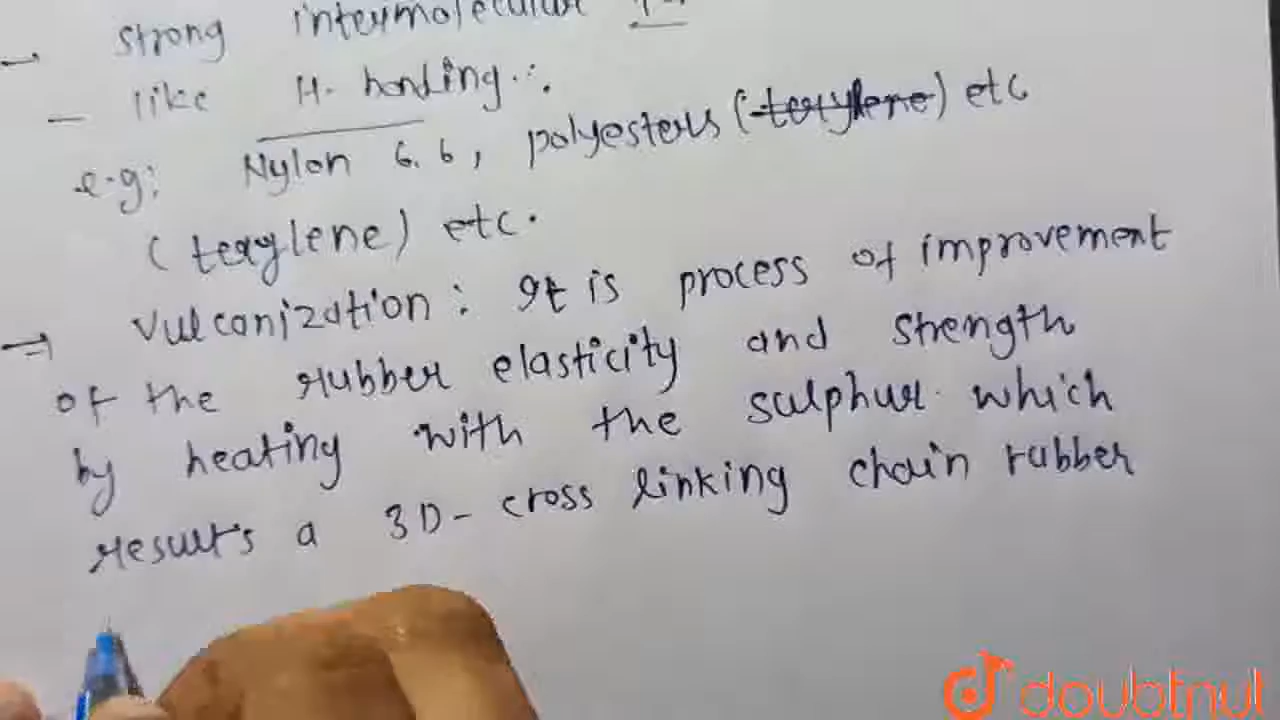 strong intermolecular
like H- bonding ∴
e.g: Nylon 6.6, polyesters (terylene) etc
(terylene) etc.
⇒ Vulcanization : It is process of improvement
of the rubber elasticity and strength
by heating with the sulphur which
results a 3D- cross linking chain rubber
doubtnut